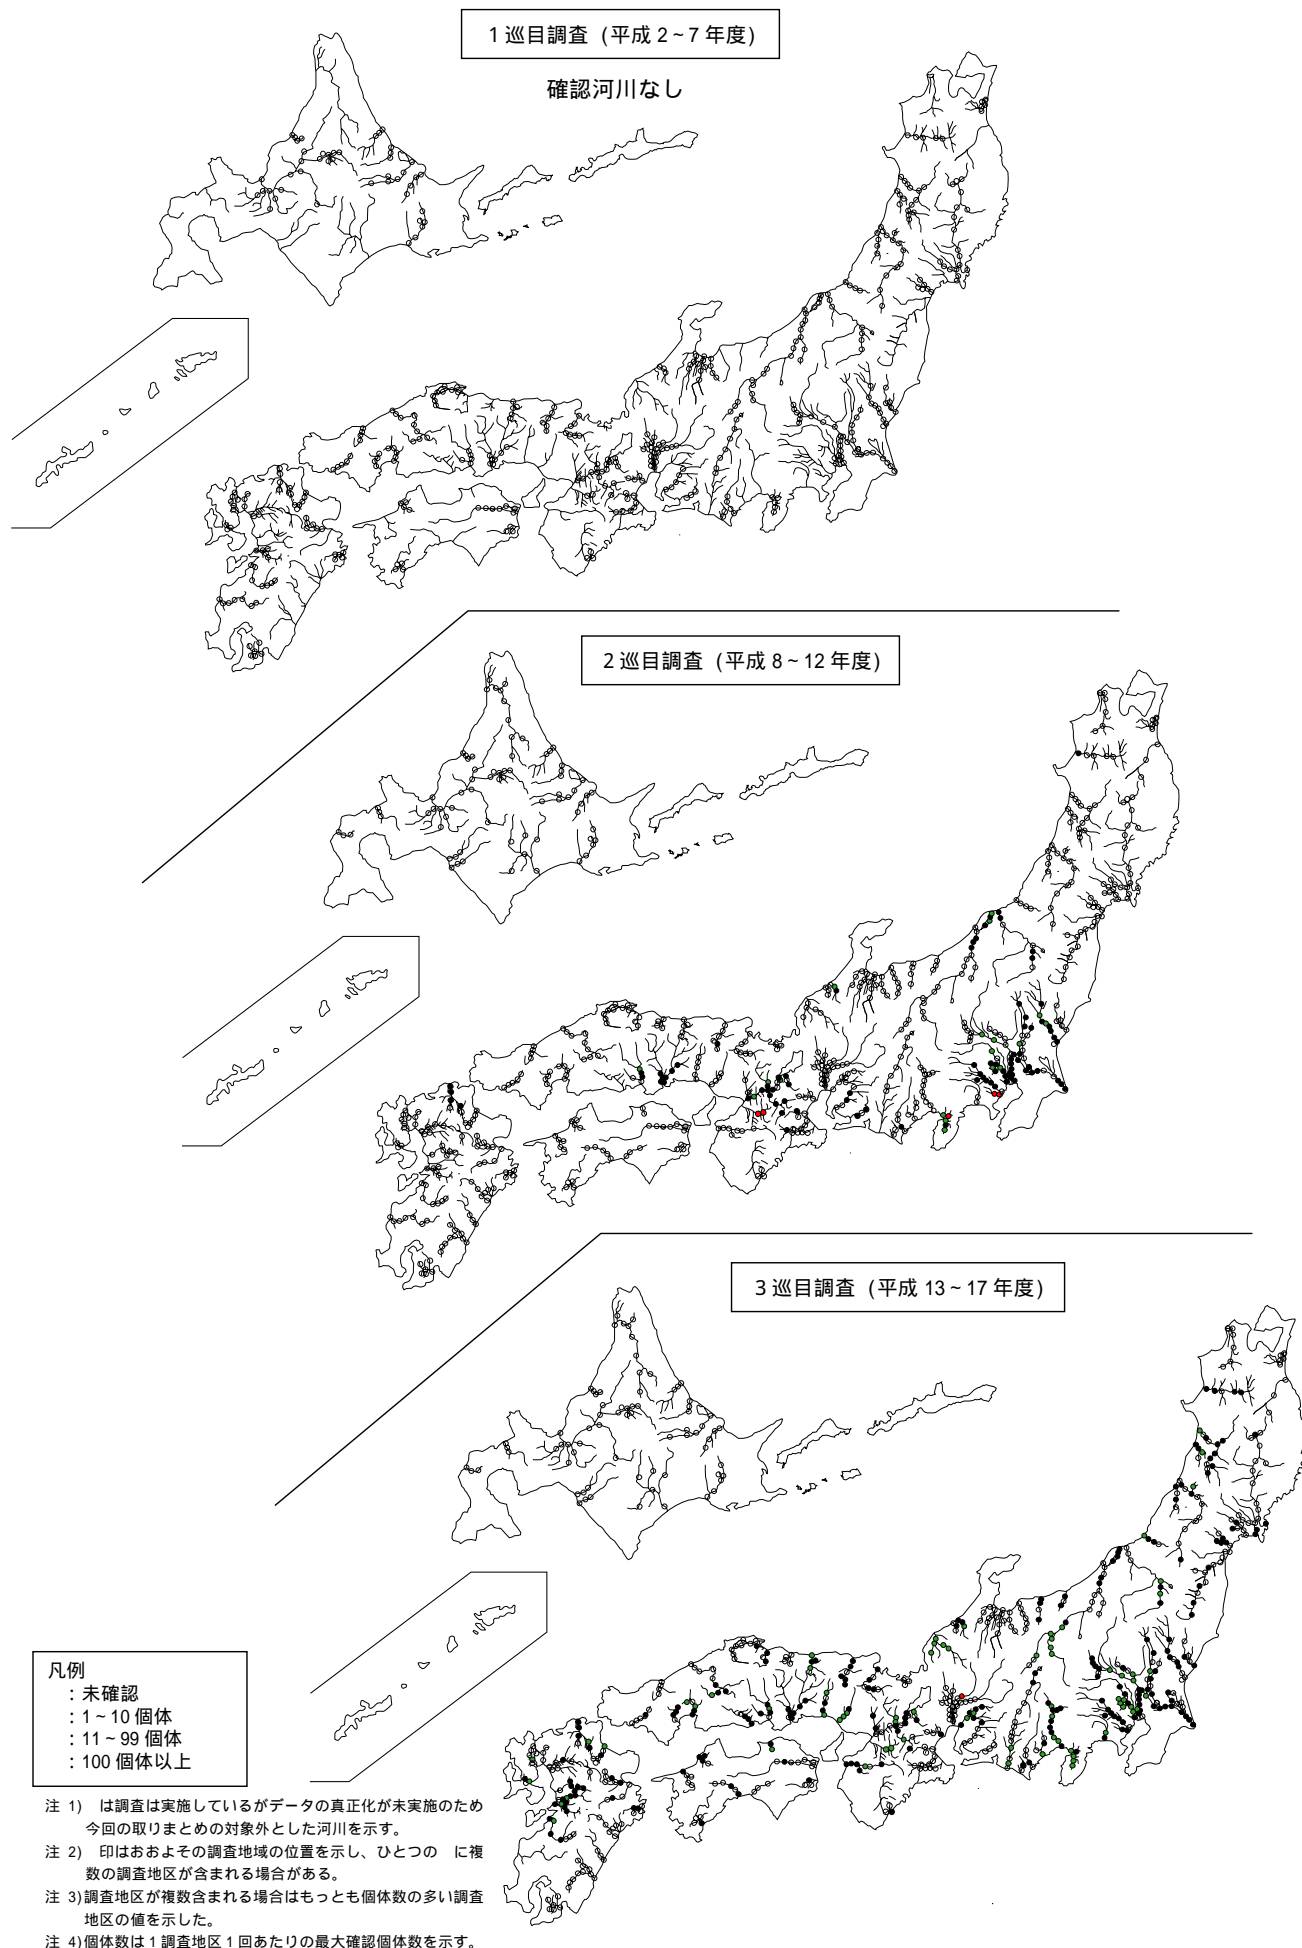 1 巡目調査 (平成 2~7 年度)
確認河川なし
2 巡目調査 (平成 8~12 年度)
3 巡目調査 (平成 13~17 年度)
凡例
：未確認
：1~10 個体
：11~99 個体
：100 個体以上
注 1) は調査は実施しているがデータの真正化が未実施のため
今回の取りまとめの対象外とした河川を示す。
注 2) 印はおおよその調査地域の位置を示し、ひとつの に複
数の調査地区が含まれる場合がある。
注 3)調査地区が複数含まれる場合はもっとも個体数の多い調査
地区の値を示した。
注 4)個体数は 1 調査地区 1 回あたりの最大確認個体数を示す。